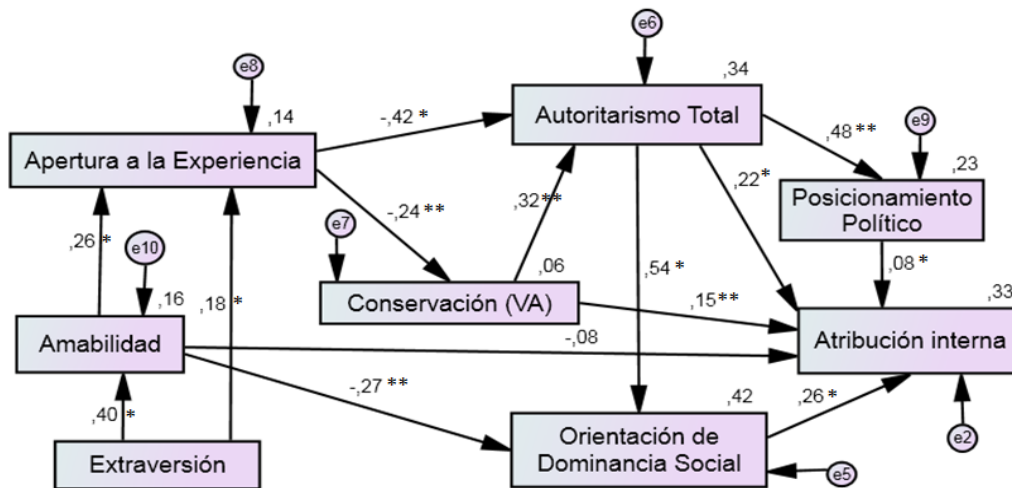 e6
e8
,34
,14
Autoritarismo Total
-,42 *
Apertura a la Experiencia
,48 **
e9
,23
,22*
Posicionamiento
Político
-,24 **
,32**
e7
,26 *
e10
,54 *
,06
,08 *
,16
,18 *
Conservación (VA)
,15**
,33
Amabilidad
-,08
Atribución interna
-,27 **
,42
,26 *
,40 *
Orientación de
Dominancia Social
Extraversión
e5
e2